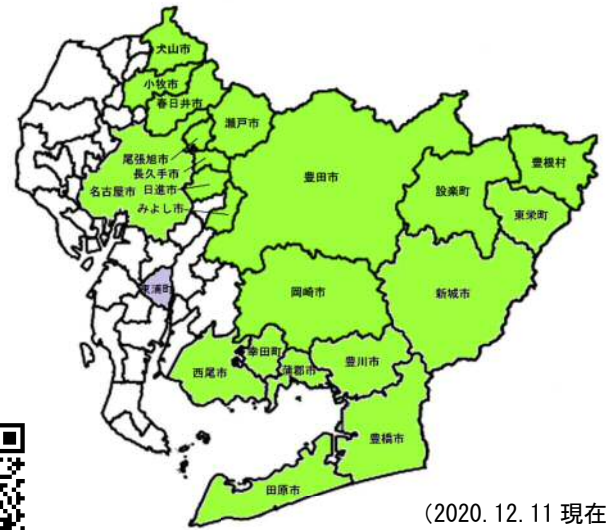 犬山市
小牧市
春日井市
瀬戸市
尾張旭市
長久手市
名古屋市
日進市
みよし市
豊田市
設楽町
豊根村
東栄町
東浦町
岡崎市
新城市
幸田町
西尾市
蒲郡市
豊川市
豊橋市
田原市
(2020.12.11 現在